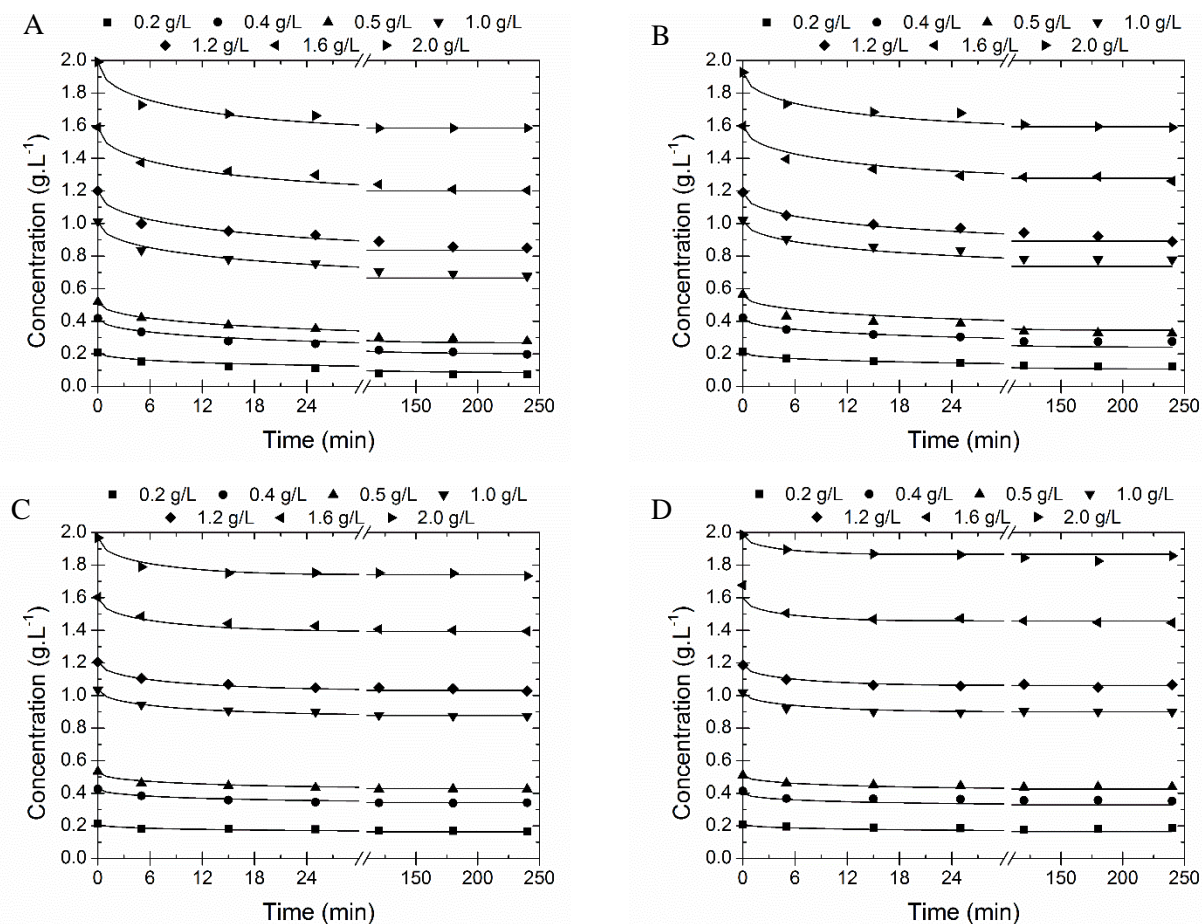 A
■ 0.2 g/L ● 0.4 g/L ▲ 0.5 g/L ▼ 1.0 g/L
◆ 1.2 g/L ◄ 1.6 g/L ► 2.0 g/L
2.0
1.8
1.6
1.4
1.2
1.0
0.8
0.6
0.4
0.2
0.0
Concentration (g.L⁻¹)
0 6 12 18 24 150 200 250
Time (min)
B
■ 0.2 g/L ● 0.4 g/L ▲ 0.5 g/L ▼ 1.0 g/L
◆ 1.2 g/L ◄ 1.6 g/L ► 2.0 g/L
2.0
1.8
1.6
1.4
1.2
1.0
0.8
0.6
0.4
0.2
0.0
Concentration (g.L⁻¹)
0 6 12 18 24 150 200 250
Time (min)
C
■ 0.2 g/L ● 0.4 g/L ▲ 0.5 g/L ▼ 1.0 g/L
◆ 1.2 g/L ◄ 1.6 g/L ► 2.0 g/L
2.0
1.8
1.6
1.4
1.2
1.0
0.8
0.6
0.4
0.2
0.0
Concentration (g.L⁻¹)
0 6 12 18 24 150 200 250
Time (min)
D
■ 0.2 g/L ● 0.4 g/L ▲ 0.5 g/L ▼ 1.0 g/L
◆ 1.2 g/L ◄ 1.6 g/L ► 2.0 g/L
2.0
1.8
1.6
1.4
1.2
1.0
0.8
0.6
0.4
0.2
0.0
Concentration (g.L⁻¹)
0 6 12 18 24 150 200 250
Time (min)